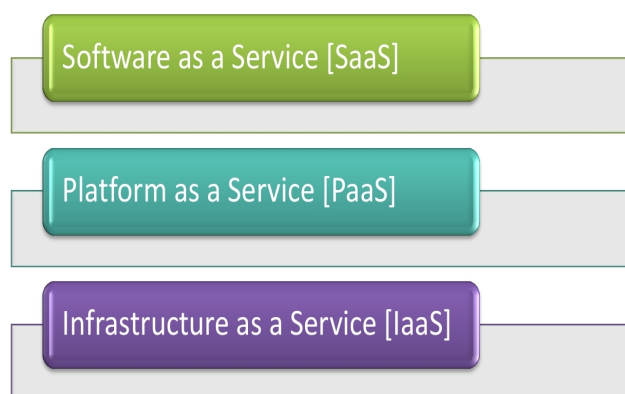 Software as a Service [SaaS]
Platform as a Service [PaaS]
Infrastructure as a Service [IaaS]